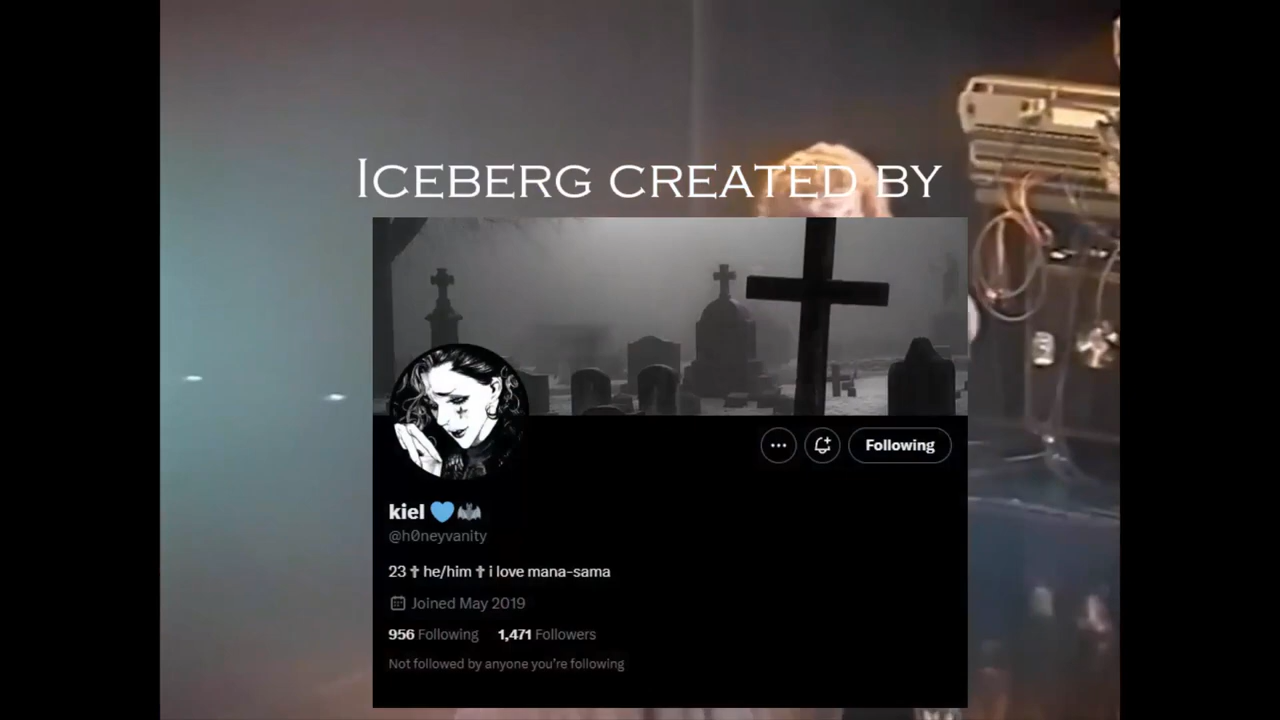 Iceberg created by
Following
kiel 💙🦇
@h0neyvanity
23 ✝ he/him ✝ i love mana-sama
Joined May 2019
956 Following 1,471 Followers
Not followed by anyone you're following